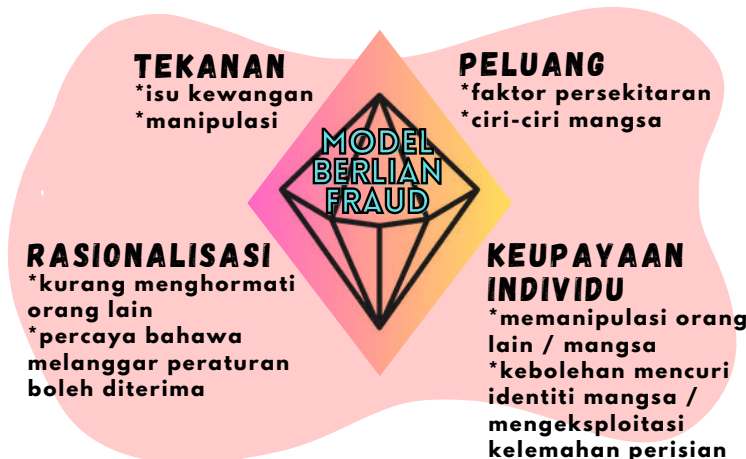 TEKANAN
*isu kewangan
*manipulasi
PELUANG
*faktor persekitaran
*ciri-ciri mangsa
MODEL
BERLIAN
FRAUD
RASIONALISASI
*kurang menghormati
orang lain
*percaya bahawa
melanggar peraturan
boleh diterima
KEUPAYAAN
INDIVIDU
*memanipulasi orang
lain / mangsa
*kebolehan mencuri
identiti mangsa /
mengeksploitasi
kelemahan perisian